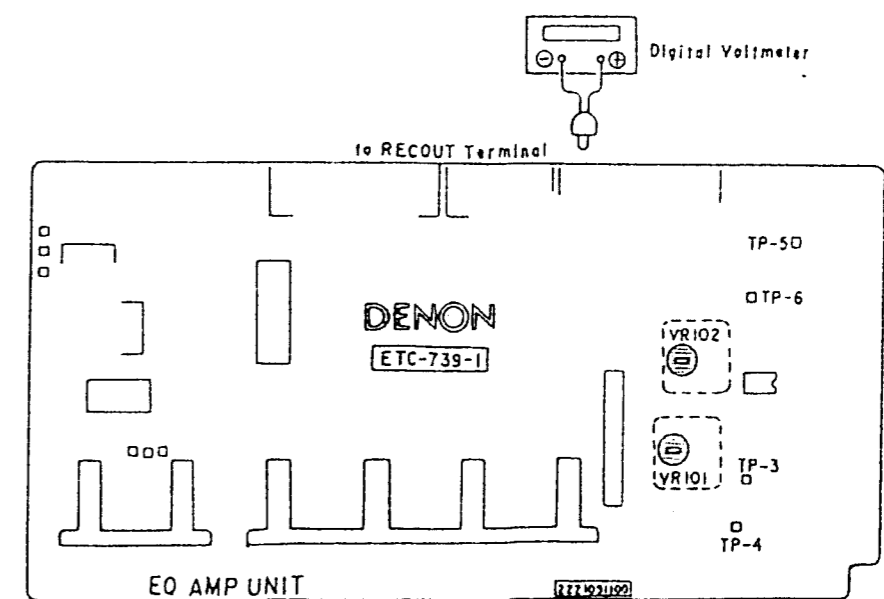 ⊖ ⊕
Digital Voltmeter
to RECOUT Terminal
TP-5
TP-6
DENON
VR102
ETC-739-1
VR101
TP-3
TP-4
EQ AMP UNIT